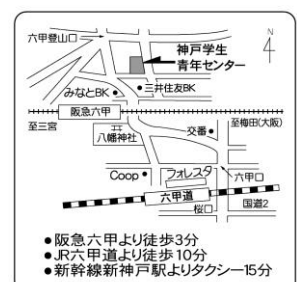 六甲登山口
神戸学生
青年センター
N
みなとBK
三井住友BK
阪急六甲
至三宮
八幡神社
交番
至梅田(大阪)
Coop
フォレスタ
六甲口
六甲道
桜口
国道2
●阪急六甲より徒歩3分
●JR六甲道より徒歩10分
●新幹線新神戸駅よりタクシー15分